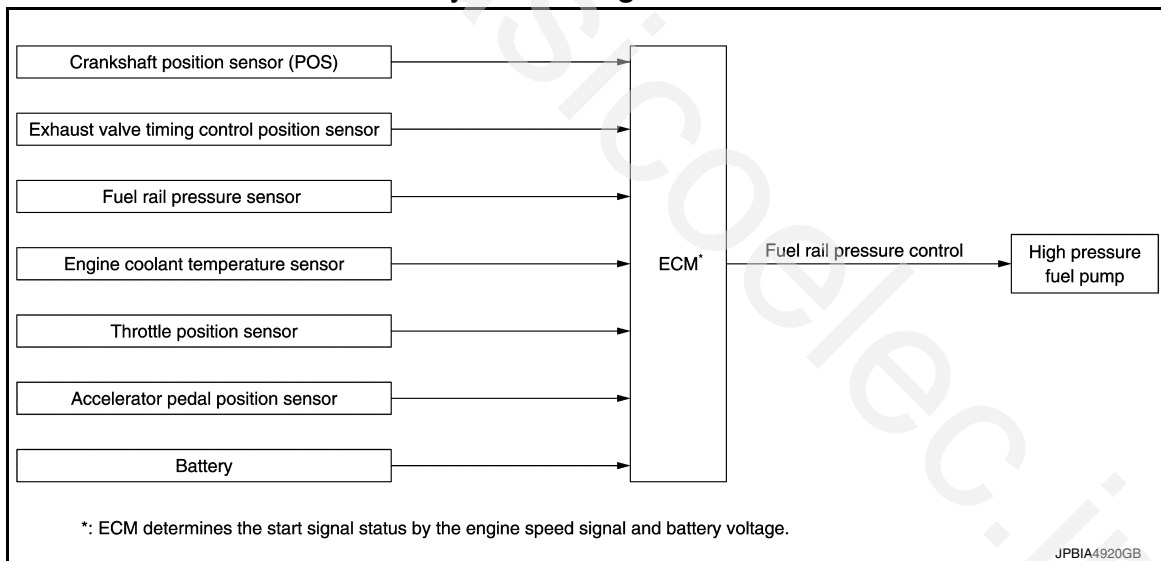 Crankshaft position sensor (POS)
Exhaust valve timing control position sensor
Fuel rail pressure sensor
Engine coolant temperature sensor
Throttle position sensor
Accelerator pedal position sensor
Battery
ECM*
Fuel rail pressure control
High pressure
fuel pump
*: ECM determines the start signal status by the engine speed signal and battery voltage.
JPBIA4920GB